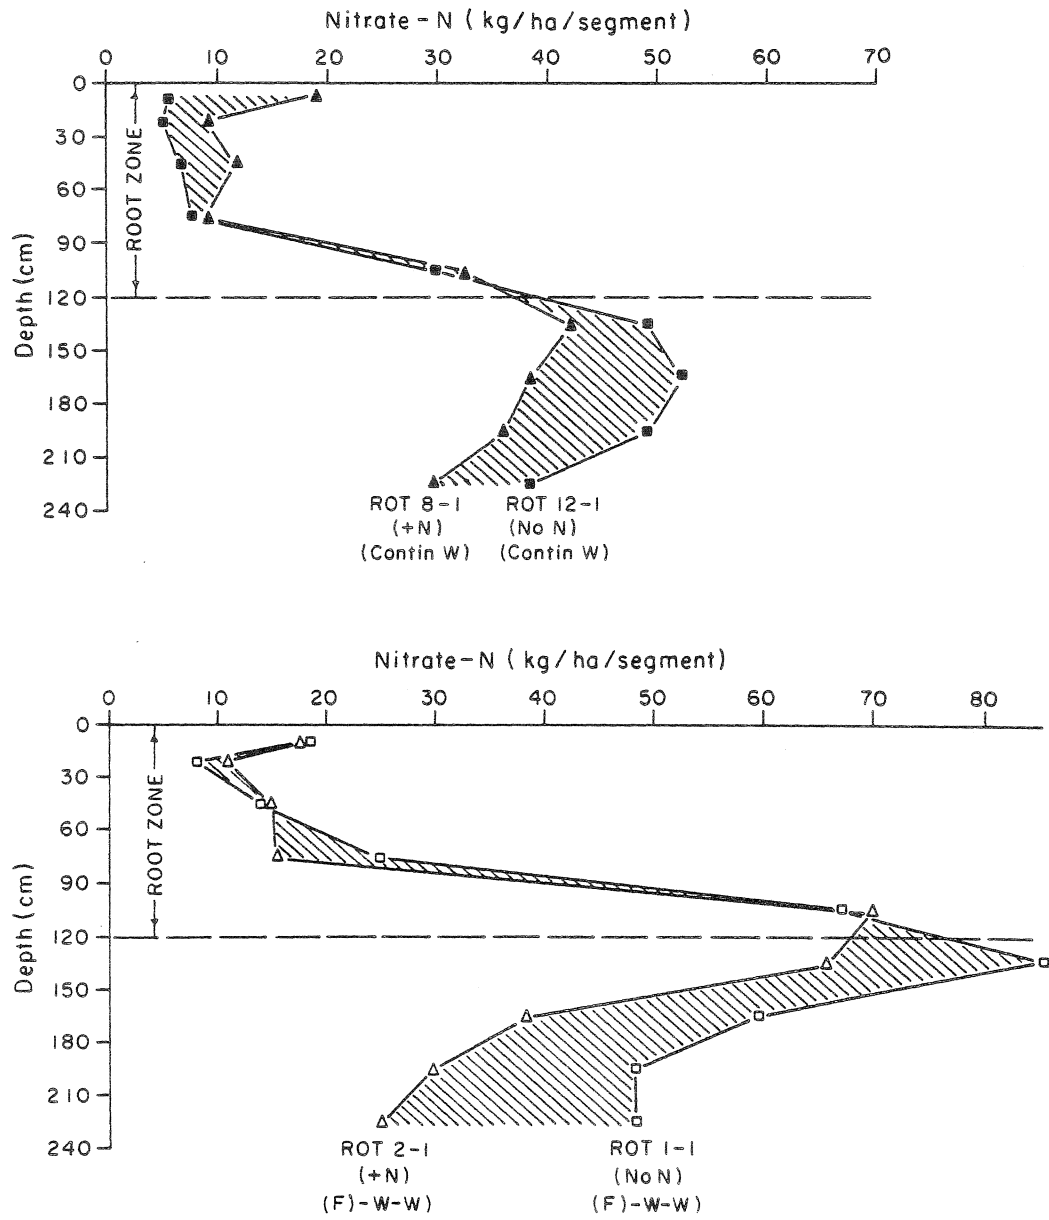 Nitrate-N (kg/ha/segment)
0 10 20 30 40 50 60 70
0
30
60
90
120
150
180
210
240
Depth (cm)
ROOT ZONE
ROT 8-1 ROT 12-1
(+N) (No N)
(Contin W) (Contin W)
Nitrate-N (kg/ha/segment)
0 10 20 30 40 50 60 70 80
0
30
60
90
120
150
180
210
240
Depth (cm)
ROOT ZONE
ROT 2-1 ROT 1-1
(+N) (No N)
(F)-W-W) (F)-W-W)